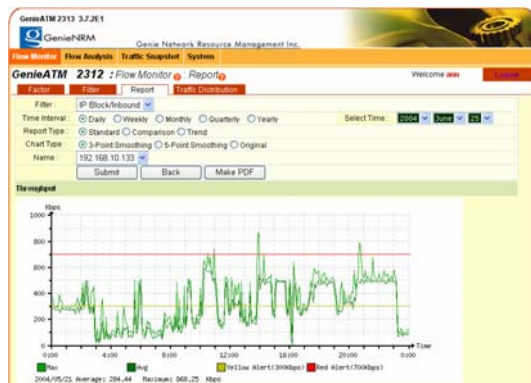 GenieATM 2313 3.7.2E1
GenieNRM
Genie Network Resource Management Inc.
Flow Monitor Flow Analysis Traffic Snapshot System
GenieATM 2312 : Flow Monitor : Report
Welcome ann Logout
Factor Filter Report Traffic Distribution
Filter : IP Block/Inbound
Time Interval : Daily Weekly Monthly Quarterly Yearly Select Time : 2004 June 25
Report Type : Standard Comparison Trend
Chart Type : 3-Point Smoothing 5-Point Smoothing Original
Name : 192.168.10.133
Submit Back Make PDF
Throughput
Kbps
1000
800
600
400
200
0
0:00 4:00 8:00 12:00 16:00 20:00 0:00
Time
Max Avg Yellow Alert(300Kbps) Red Alert(700Kbps)
2004/05/21 Average: 284.44 Maximum: 868.25 Kbps